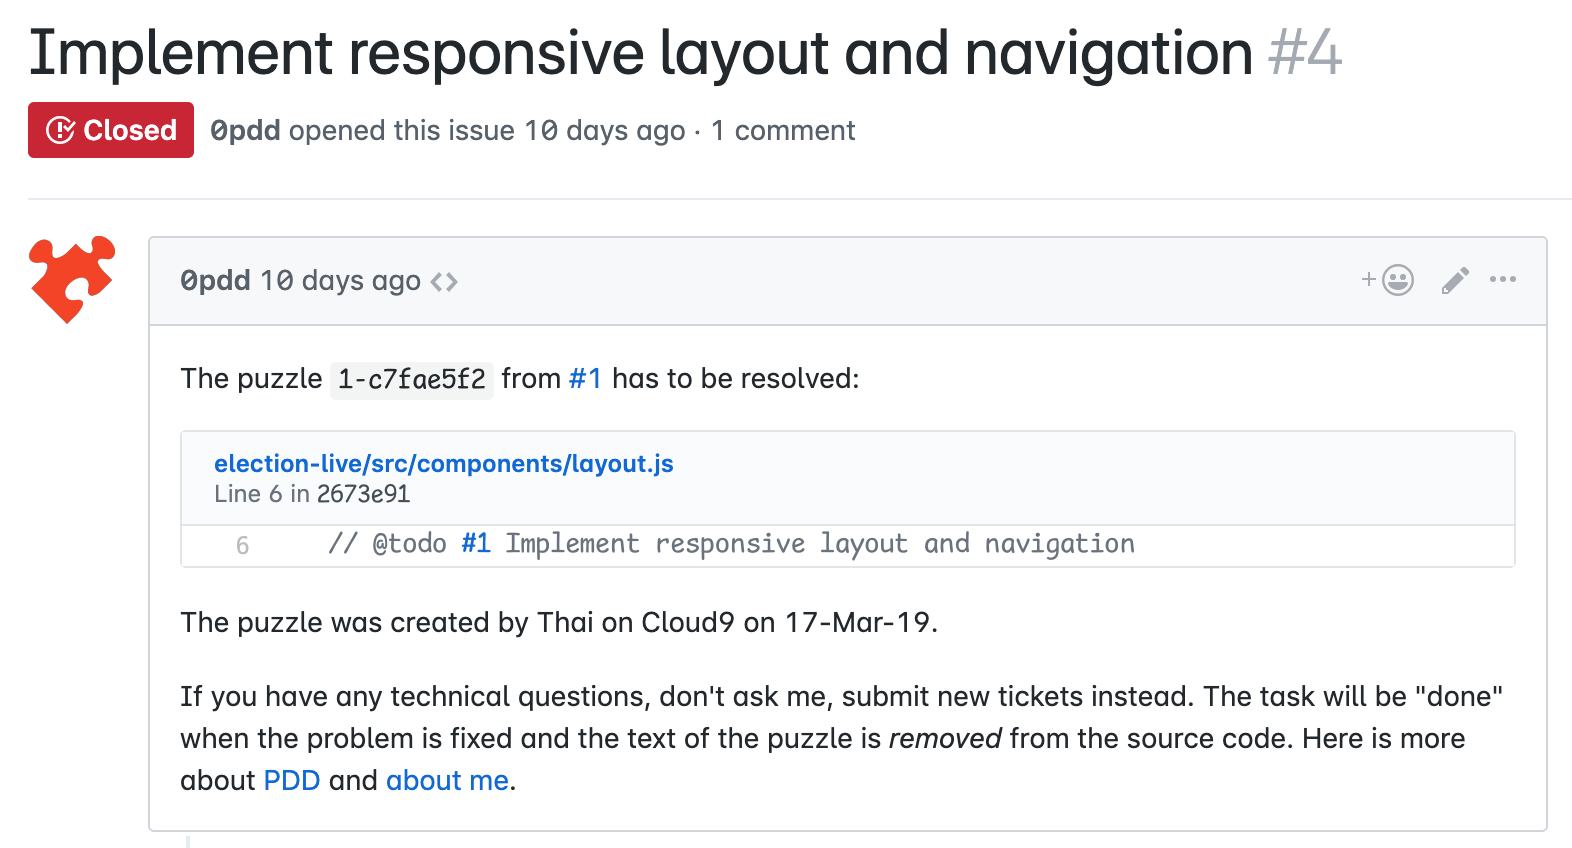 Implement responsive layout and navigation #4
Closed 0pdd opened this issue 10 days ago · 1 comment
0pdd 10 days ago
The puzzle 1-c7fae5f2 from #1 has to be resolved:
election-live/src/components/layout.js
Line 6 in 2673e91
6 // @todo #1 Implement responsive layout and navigation
The puzzle was created by Thai on Cloud9 on 17-Mar-19.
If you have any technical questions, don't ask me, submit new tickets instead. The task will be "done"
when the problem is fixed and the text of the puzzle is removed from the source code. Here is more
about PDD and about me.